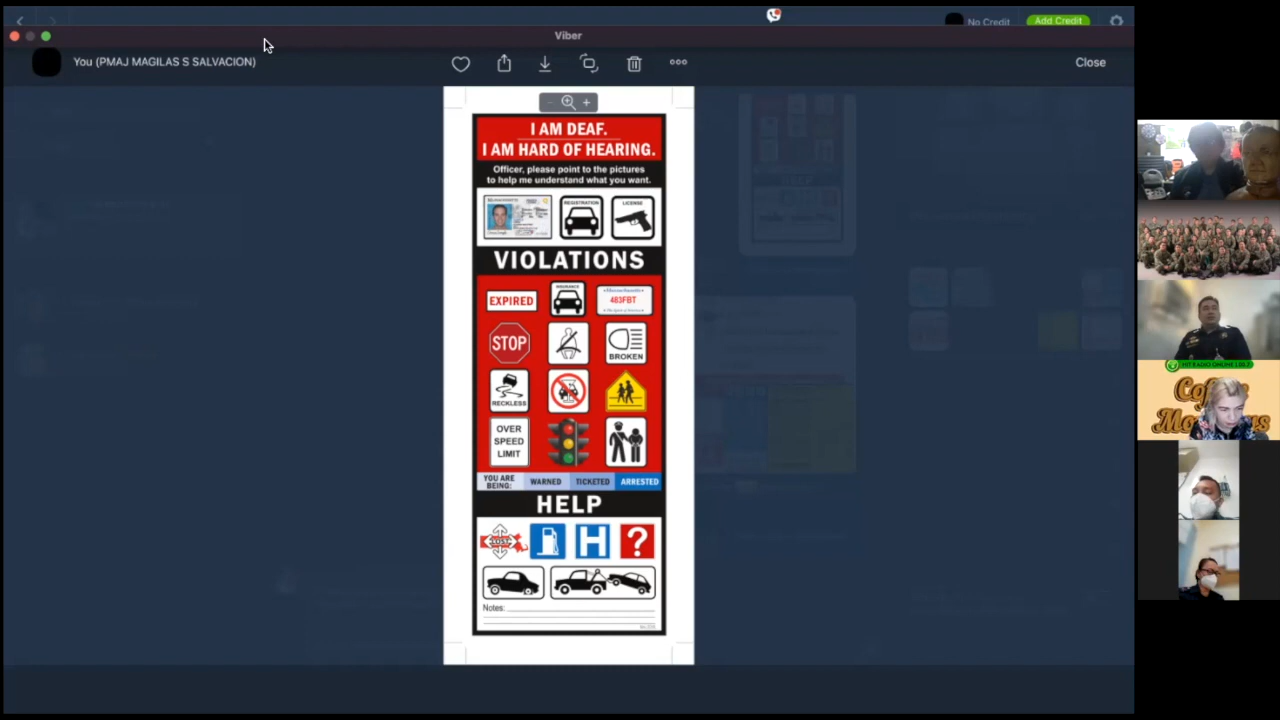 No Credit
Add Credit
Viber
You (PMAJ MAGILAS S SALVACION)
Close
I AM DEAF.
I AM HARD OF HEARING.
Officer, please point to the pictures
to help me understand what you want.
REGISTRATION
LICENSE
VIOLATIONS
EXPIRED
INSURANCE
Massachusetts
483FBT
STOP
BROKEN
RECKLESS
OVER
SPEED
LIMIT
YOU ARE
BEING:
WARNED
TICKETED
ARRESTED
HELP
LOST
H
?
Notes: